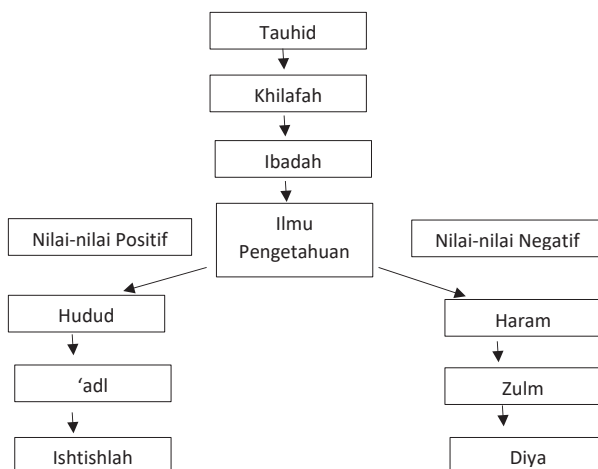 Tauhid
Khilafah
Ibadah
Ilmu
Pengetahuan
Nilai-nilai Positif
Nilai-nilai Negatif
Hudud
Haram
‘adl
Zulm
Ishtishlah
Diya